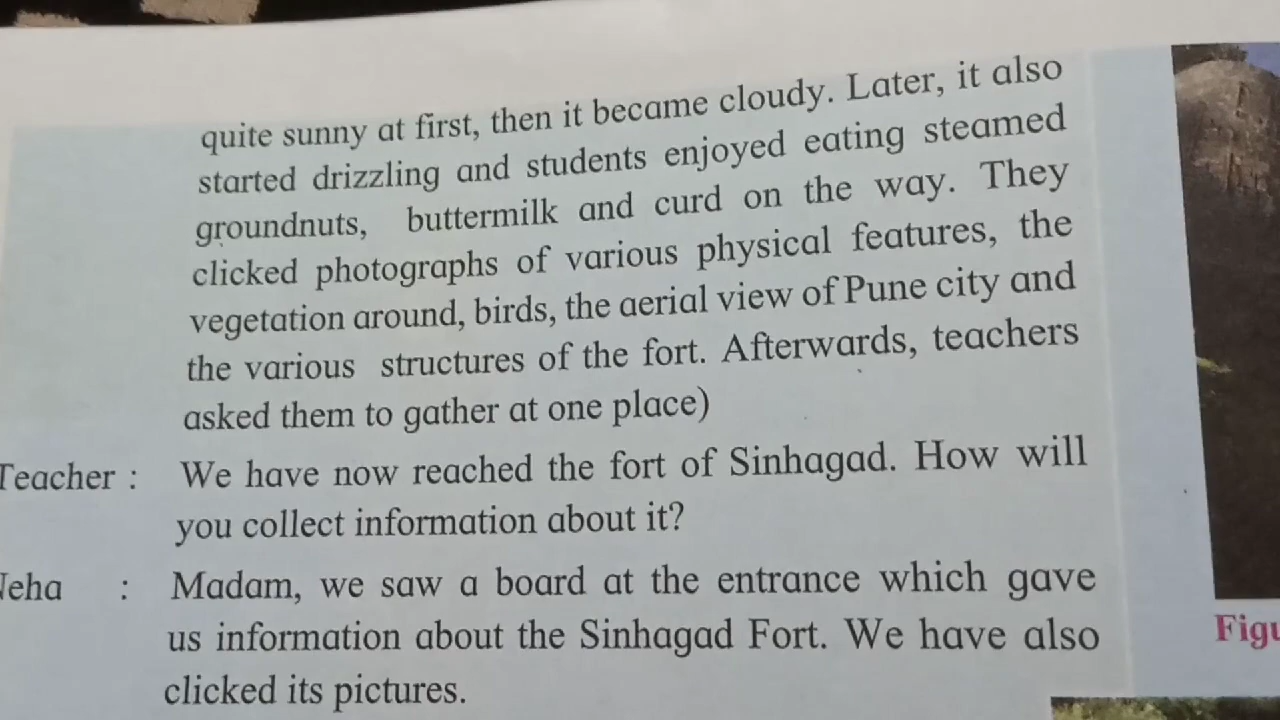 quite sunny at first, then it became cloudy. Later, it also
started drizzling and students enjoyed eating steamed
groundnuts, buttermilk and curd on the way. They
clicked photographs of various physical features, the
vegetation around, birds, the aerial view of Pune city and
the various structures of the fort. Afterwards, teachers
asked them to gather at one place)
Teacher : We have now reached the fort of Sinhagad. How will
you collect information about it?
: Madam, we saw a board at the entrance which gave
us information about the Sinhagad Fort. We have also
clicked its pictures.